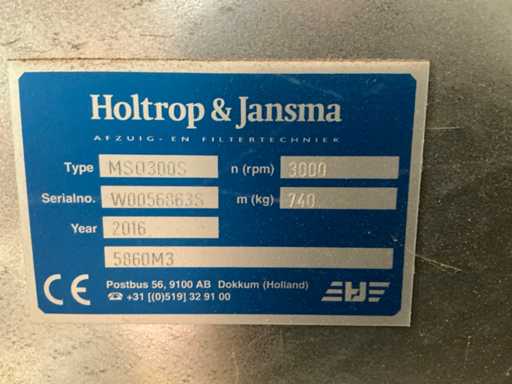 Holtrop & Jansma
AFZUIG- EN FILTERTECHNIEK
Type MSO300S n (rpm) 3000
Serialno. W0056863S m (kg) 740
Year 2016
5860M3
CE Postbus 56, 9100 AB Dokkum (Holland)
☎ +31 [(0)519] 32 91 00